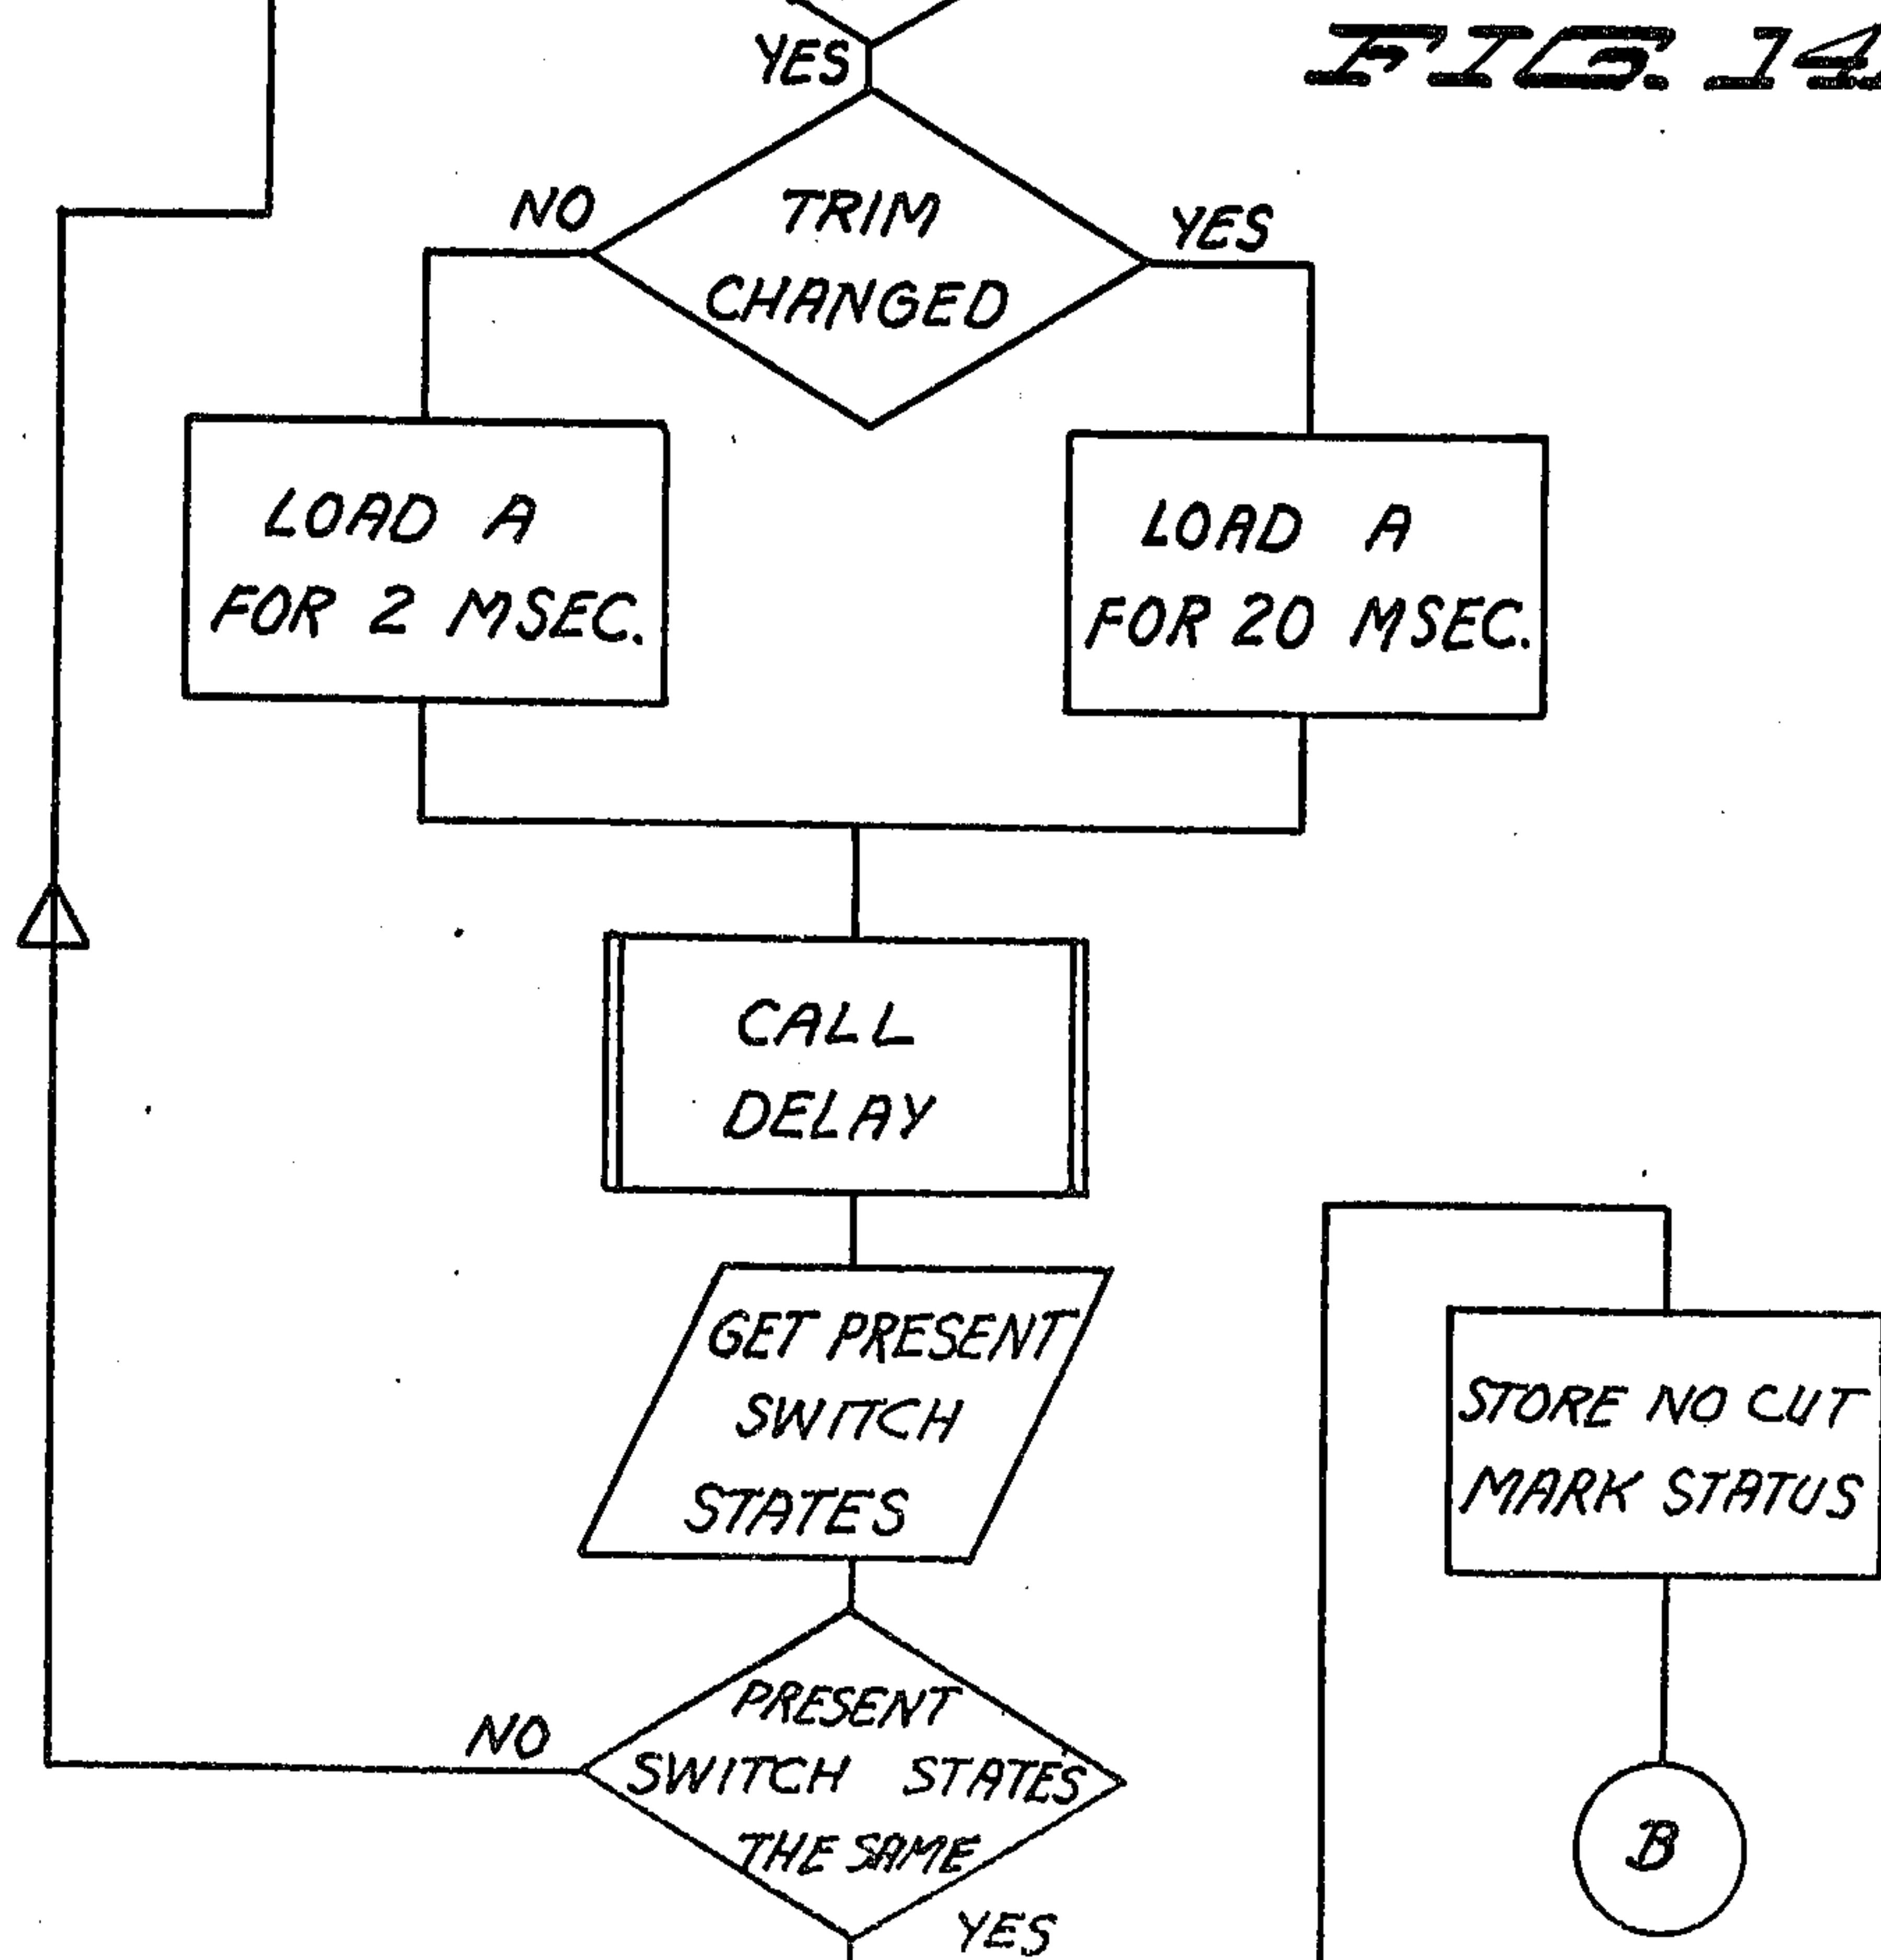 FIG. 14
YES
TRIM
CHANGED
NO
YES
LOAD A
FOR 2 MSEC.
LOAD A
FOR 20 MSEC.
CALL
DELAY
GET PRESENT
SWITCH
STATES
STORE NO CUT
MARK STATUS
PRESENT
SWITCH STATES
THE SAME
NO
YES
B